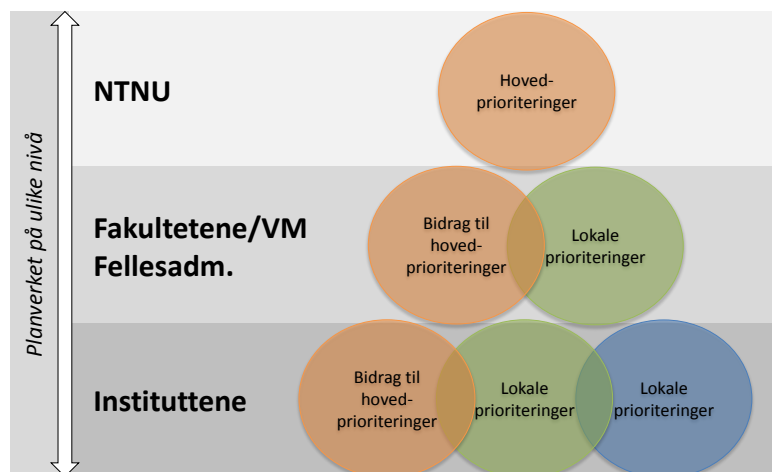 Planverket på ulike nivå
NTNU
Hoved-
prioriteringer
Fakultetene/VM
Fellesadm.
Bidrag til
hoved-
prioriteringer
Lokale
prioriteringer
Instituttene
Bidrag til
hoved-
prioriteringer
Lokale
prioriteringer
Lokale
prioriteringer